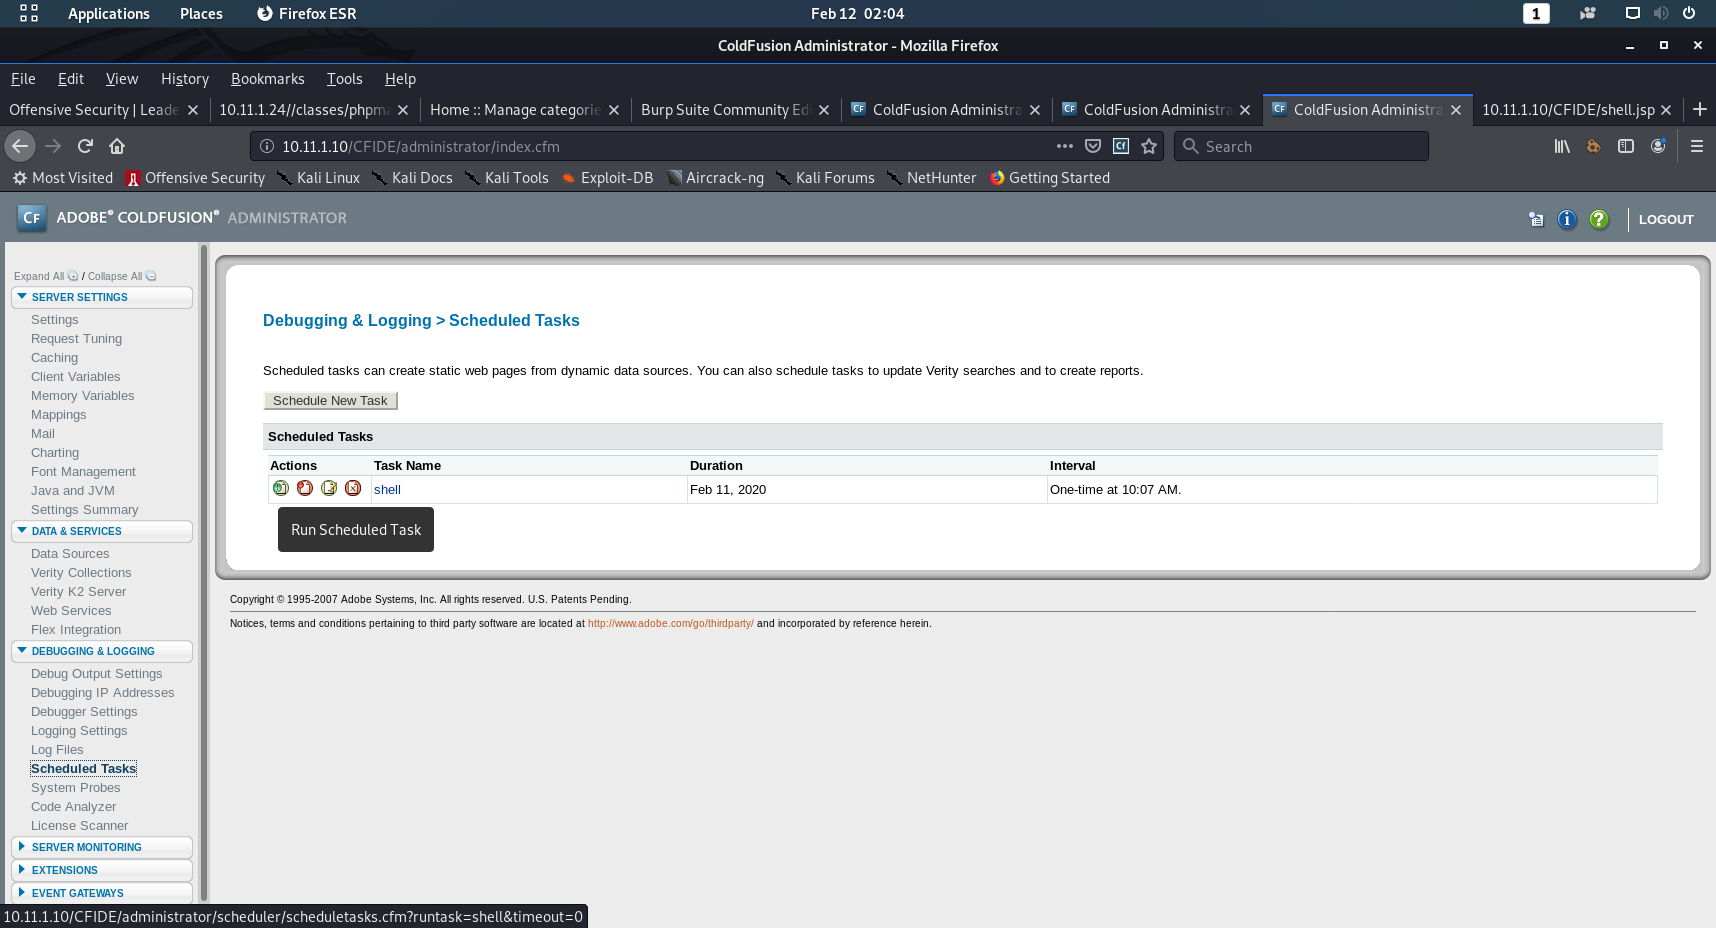 Applications Places Firefox ESR Feb 12 02:04 1
ColdFusion Administrator - Mozilla Firefox
File Edit View History Bookmarks Tools Help
Offensive Security | Leade 10.11.1.24//classes/phpma Home :: Manage categorie Burp Suite Community Ed ColdFusion Administra ColdFusion Administra ColdFusion Administra 10.11.1.10/CFIDE/shell.jsp
10.11.1.10/CFIDE/administrator/index.cfm Search
Most Visited Offensive Security Kali Linux Kali Docs Kali Tools Exploit-DB Aircrack-ng Kali Forums NetHunter Getting Started
CF ADOBE® COLDFUSION® ADMINISTRATOR LOGOUT
Expand All / Collapse All
SERVER SETTINGS
Settings
Request Tuning
Caching
Client Variables
Memory Variables
Mappings
Mail
Charting
Font Management
Java and JVM
Settings Summary
DATA & SERVICES
Data Sources
Verity Collections
Verity K2 Server
Web Services
Flex Integration
DEBUGGING & LOGGING
Debug Output Settings
Debugging IP Addresses
Debugger Settings
Logging Settings
Log Files
Scheduled Tasks
System Probes
Code Analyzer
License Scanner
SERVER MONITORING
EXTENSIONS
EVENT GATEWAYS
Debugging & Logging > Scheduled Tasks
Scheduled tasks can create static web pages from dynamic data sources. You can also schedule tasks to update Verity searches and to create reports.
Schedule New Task
Scheduled Tasks
Actions Task Name Duration Interval
shell Feb 11, 2020 One-time at 10:07 AM.
Run Scheduled Task
Copyright © 1995-2007 Adobe Systems, Inc. All rights reserved. U.S. Patents Pending.
Notices, terms and conditions pertaining to third party software are located at http://www.adobe.com/go/thirdparty/ and incorporated by reference herein.
10.11.1.10/CFIDE/administrator/scheduler/scheduletasks.cfm?runtask=shell&timeout=0